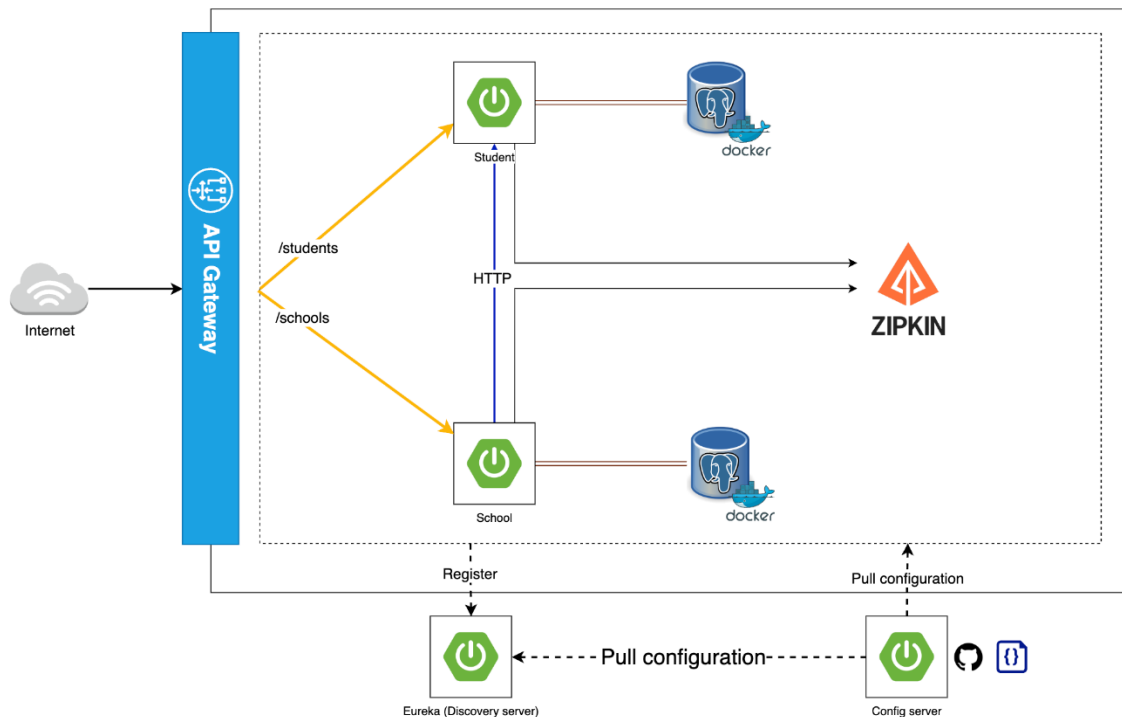 Student
docker
/students
API Gateway
HTTP
Internet
/schools
ZIPKIN
School
docker
Register
Pull configuration
Pull configuration
{}
Eureka (Discovery server)
Config server